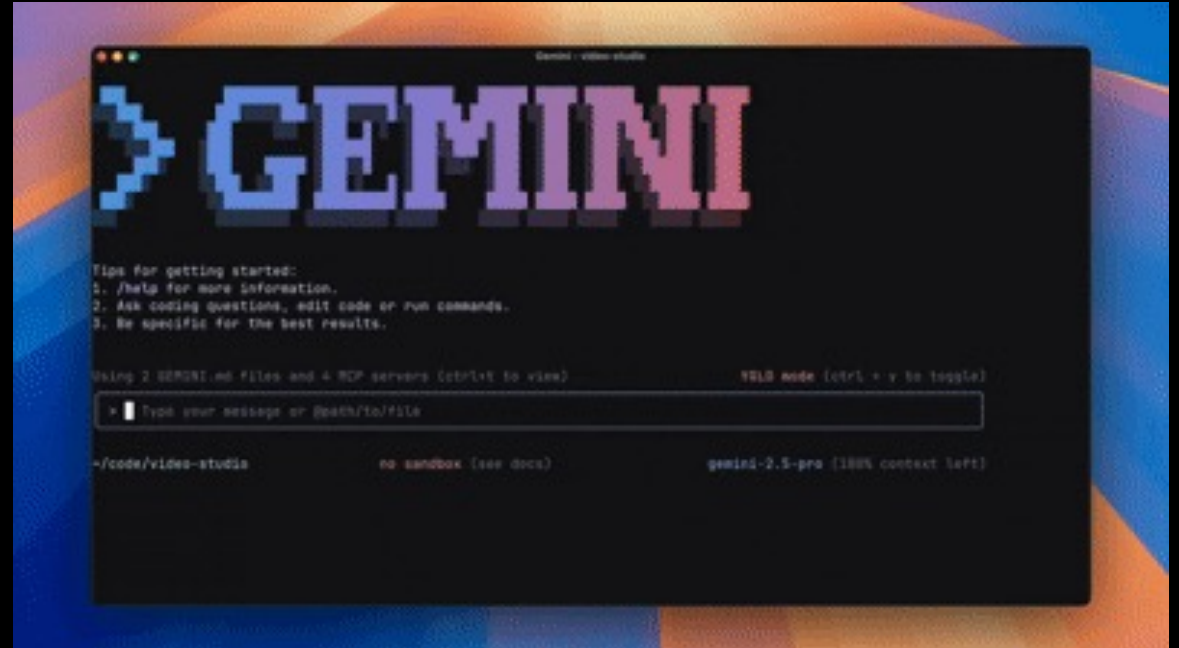 Gemini - video-studio
> GEMINI
Tips for getting started:
1. /help for more information.
2. Ask coding questions, edit code or run commands.
3. Be specific for the best results.
Using 2 GEMINI.md files and 4 MCP servers (ctrl+t to view) YOLO mode (ctrl + y to toggle)
> Type your message or @path/to/file
~/code/video-studio no sandbox (see docs) gemini-2.5-pro (100% context left)